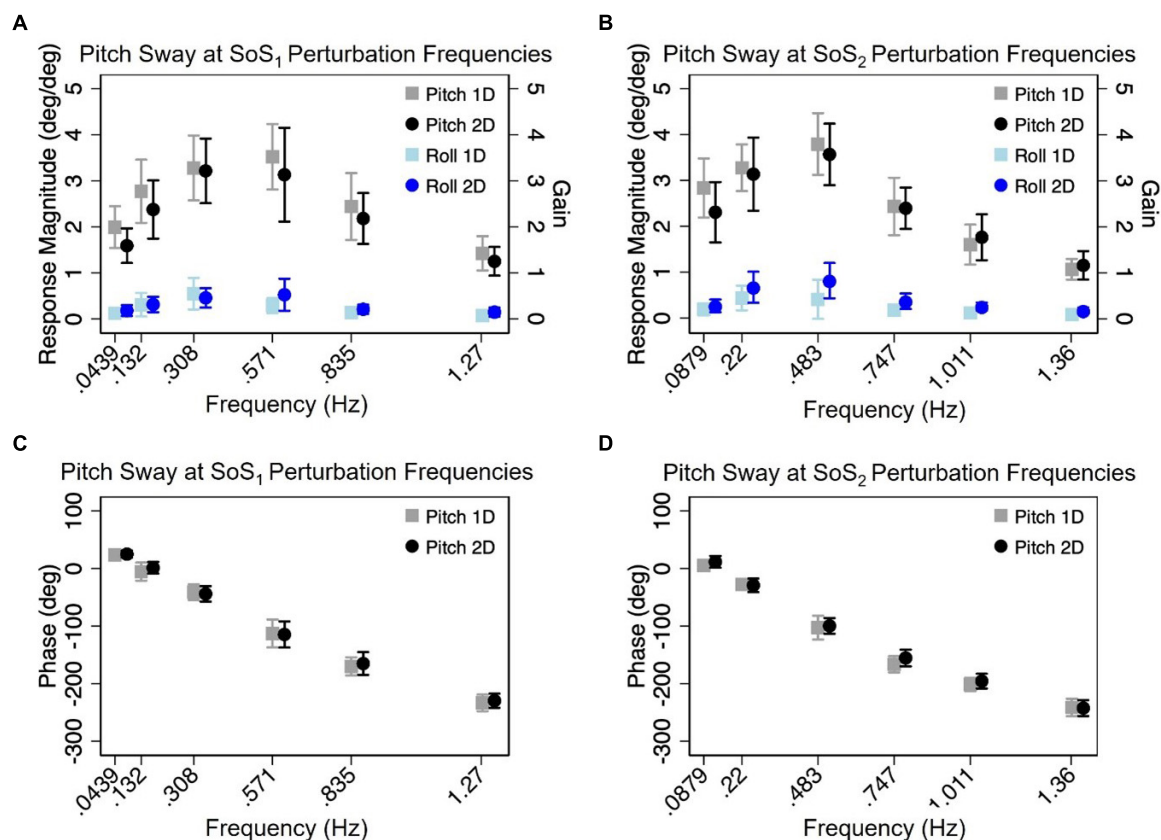 A
Pitch Sway at SoS1 Perturbation Frequencies
Response Magnitude (deg/deg)
5
4
3
2
1
0
Pitch 1D
Pitch 2D
Roll 1D
Roll 2D
5
4
3
2
1
0
Gain
.0439
.132
.308
.571
.835
1.27
Frequency (Hz)
B
Pitch Sway at SoS2 Perturbation Frequencies
Response Magnitude (deg/deg)
5
4
3
2
1
0
Pitch 1D
Pitch 2D
Roll 1D
Roll 2D
5
4
3
2
1
0
Gain
.0879
.22
.483
.747
1.011
1.36
Frequency (Hz)
C
Pitch Sway at SoS1 Perturbation Frequencies
Phase (deg)
100
0
-100
-200
-300
Pitch 1D
Pitch 2D
.0439
.132
.308
.571
.835
1.27
Frequency (Hz)
D
Pitch Sway at SoS2 Perturbation Frequencies
Phase (deg)
100
0
-100
-200
-300
Pitch 1D
Pitch 2D
.0879
.22
.483
.747
1.011
1.36
Frequency (Hz)